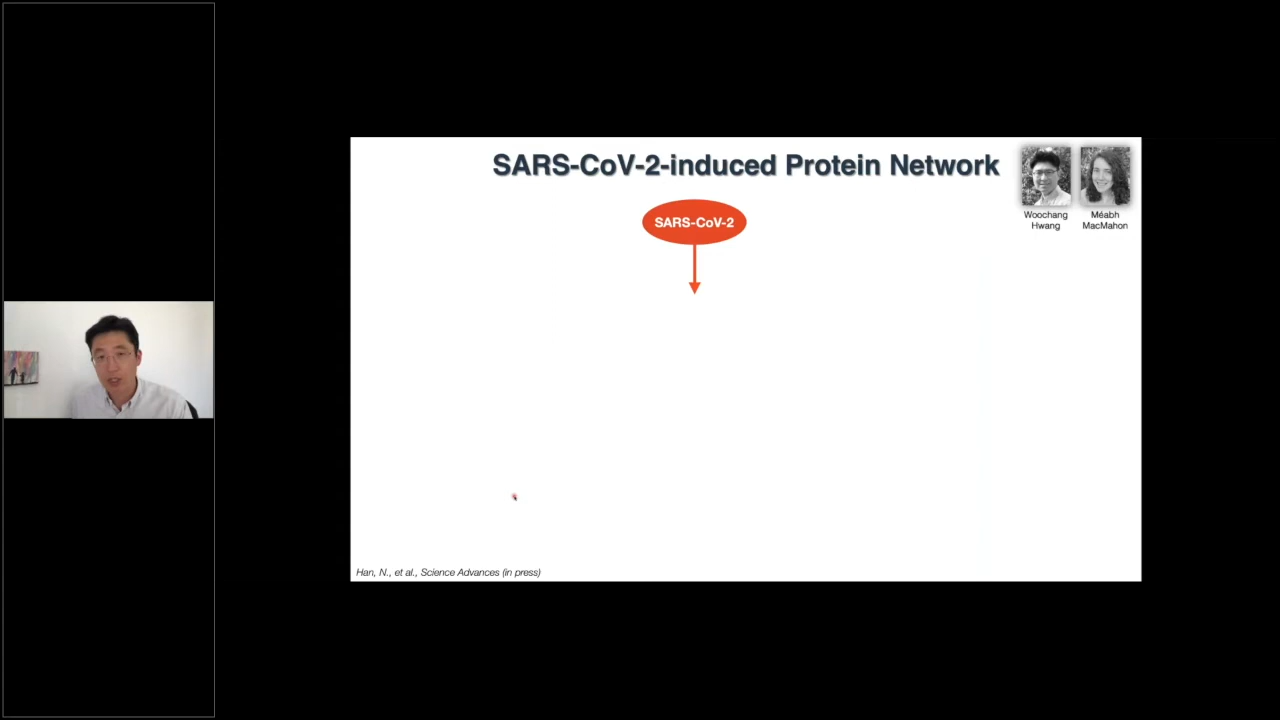 SARS-CoV-2-induced Protein Network
SARS-CoV-2
Woochang
Hwang
Méabh
MacMahon
Han, N., et al., Science Advances (in press)